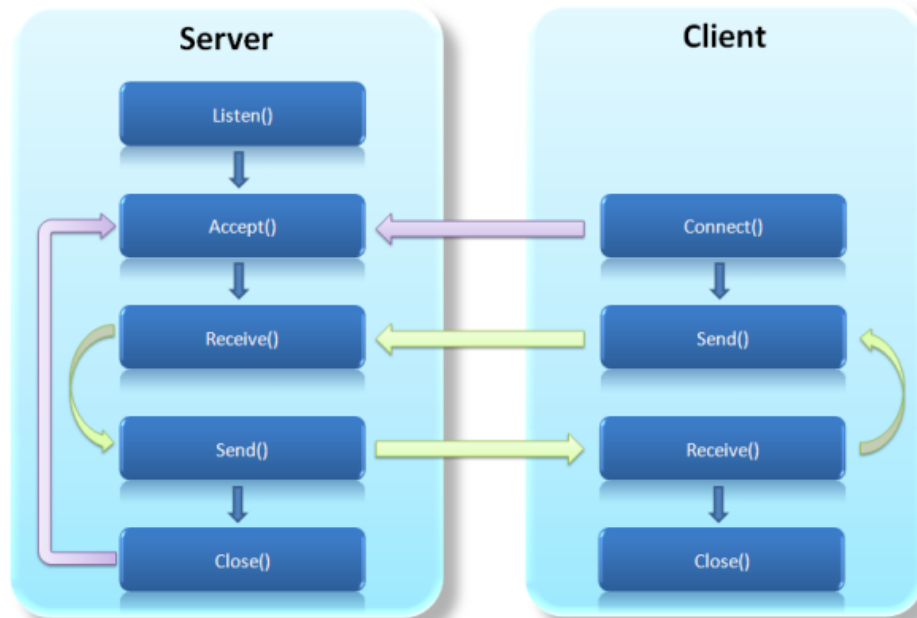 Server
Listen()
Accept()
Receive()
Send()
Close()
Client
Connect()
Send()
Receive()
Close()